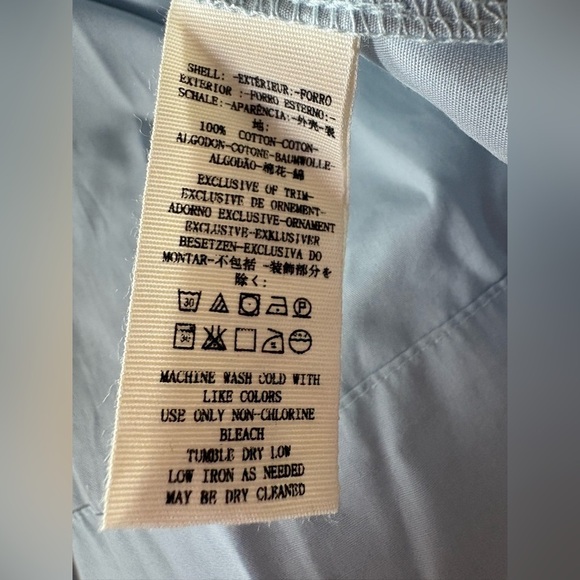 SHELL: -EXTÉRIEUR:-FORRO
EXTERIOR :-FORRO ESTERNO:-
SCHALE:-APARÊNCIA:-外壳-表
地:
100% COTTON-COTON-
ALGODON-COTONE-BAUMWOLLE-
ALGODÃO-棉花-綿
EXCLUSIVE OF TRIM-
EXCLUSIVE DE ORNEMENT-
ADORNO EXCLUSIVE-ORNAMENT
EXCLUSIVE-EXKLUSIVER
BESETZEN-EXCLUSIVA DO
MONTAR-不包括 -装飾部分を
除く:
30
P
30
MACHINE WASH COLD WITH
LIKE COLORS
USE ONLY NON-CHLORINE
BLEACH
TUMBLE DRY LOW
LOW IRON AS NEEDED
MAY BE DRY CLEANED